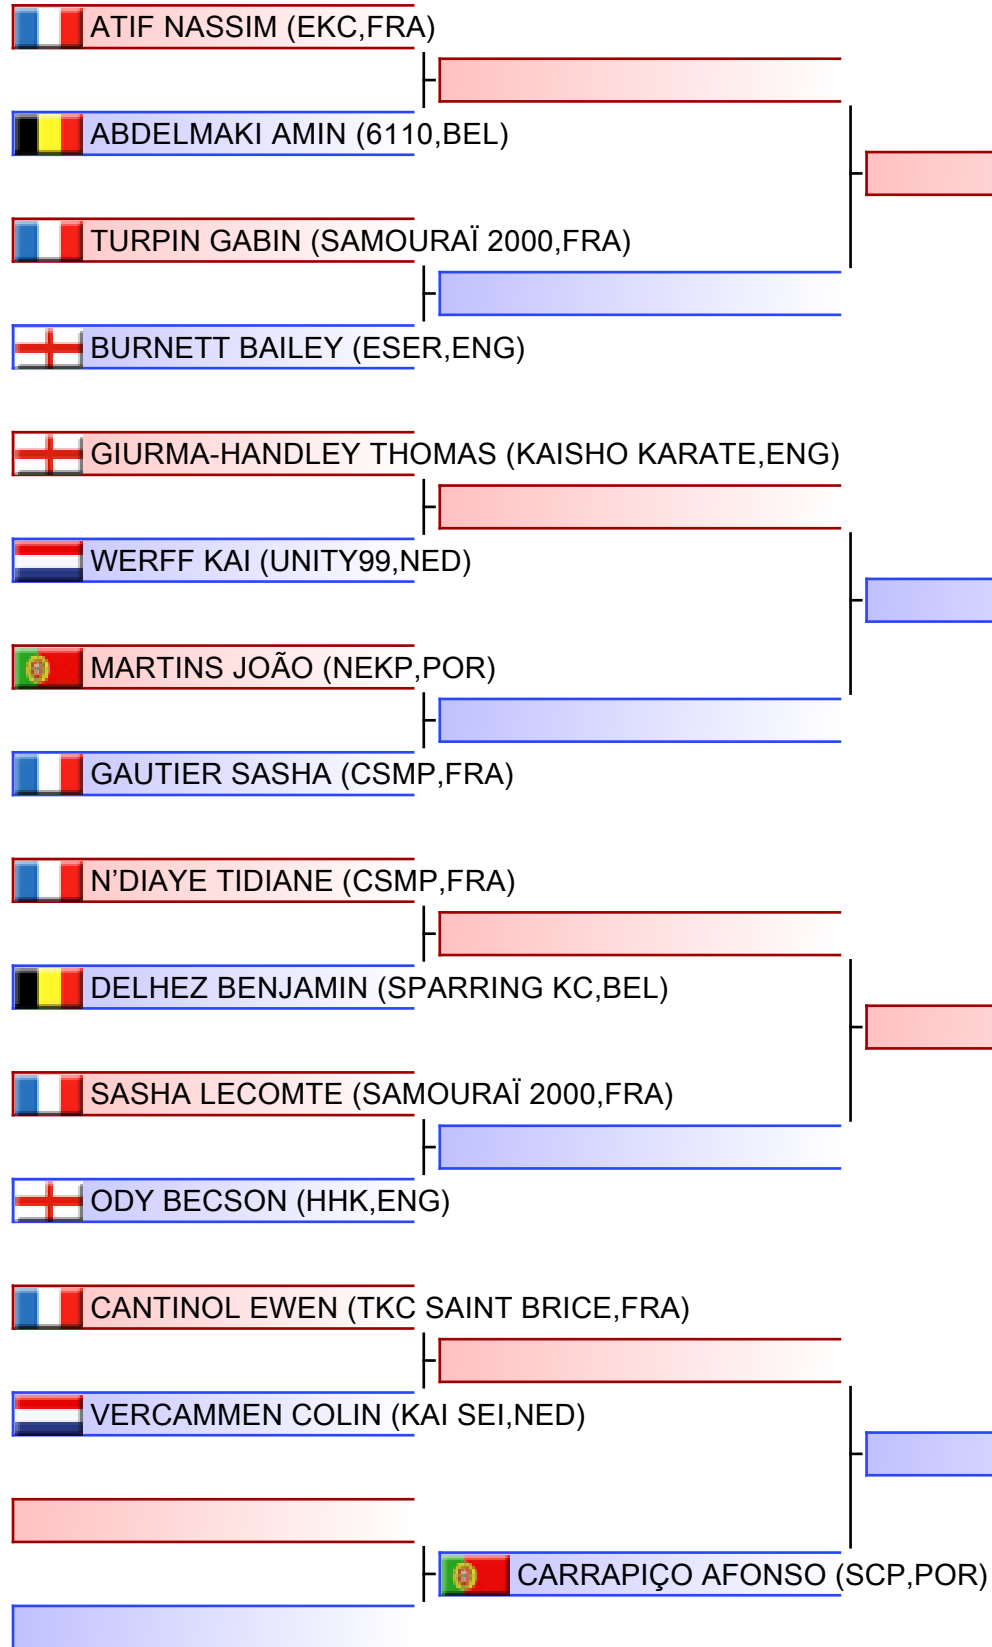 ATIF NASSIM (EKC,FRA)
ABDELMAKI AMIN (6110,BEL)
TURPIN GABIN (SAMOURAÏ 2000,FRA)
BURNETT BAILEY (ESER,ENG)
GIURMA-HANDLEY THOMAS (KAISHO KARATE,ENG)
WERFF KAI (UNITY99,NED)
MARTINS JOÃO (NEKP,POR)
GAUTIER SASHA (CSMP,FRA)
N’DIAYE TIDIANE (CSMP,FRA)
DELHEZ BENJAMIN (SPARRING KC,BEL)
SASHA LECOMTE (SAMOURAÏ 2000,FRA)
ODY BECSON (HHK,ENG)
CANTINOL EWEN (TKC SAINT BRICE,FRA)
VERCAMMEN COLIN (KAI SEI,NED)
CARRAPIÇO AFONSO (SCP,POR)